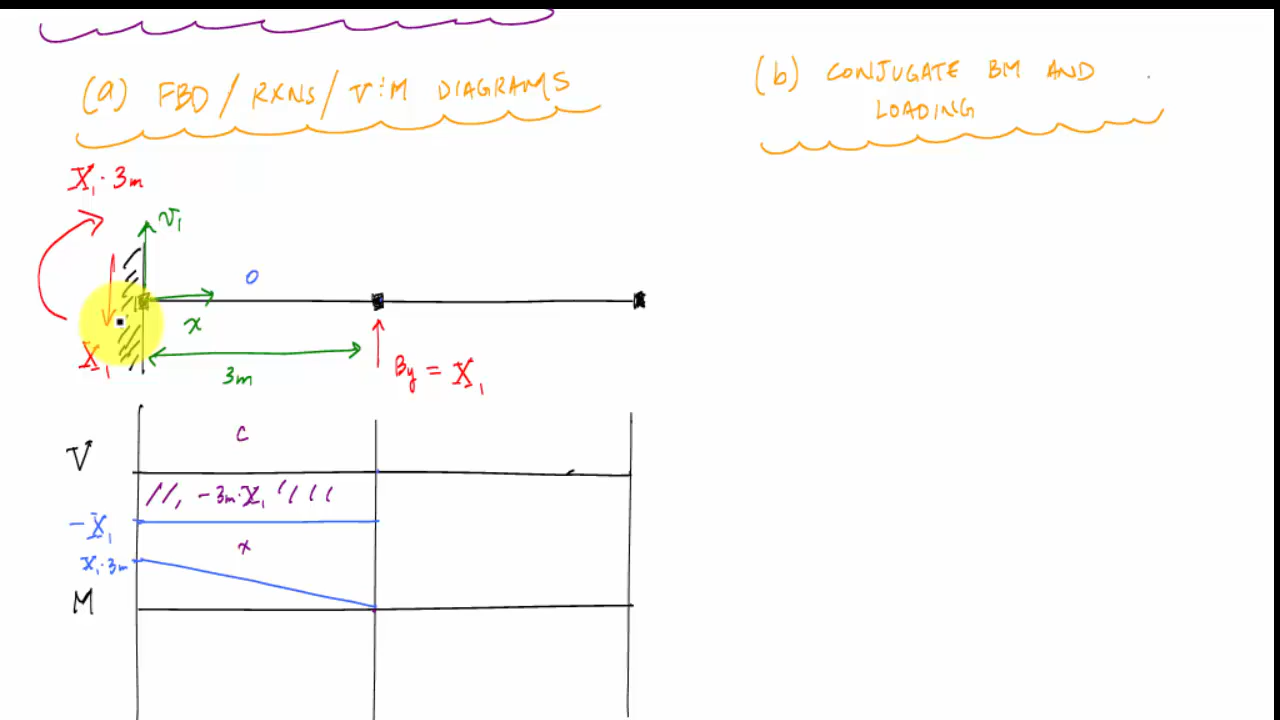 (a) FBD / RXNS / V & M DIAGRAMS
(b) CONJUGATE BM AND
LOADING
X₁ · 3m
v₁
0
x
X₁
3m
By = X₁
V
C
-3m·X₁
-X₁
x
X₁·3m
M